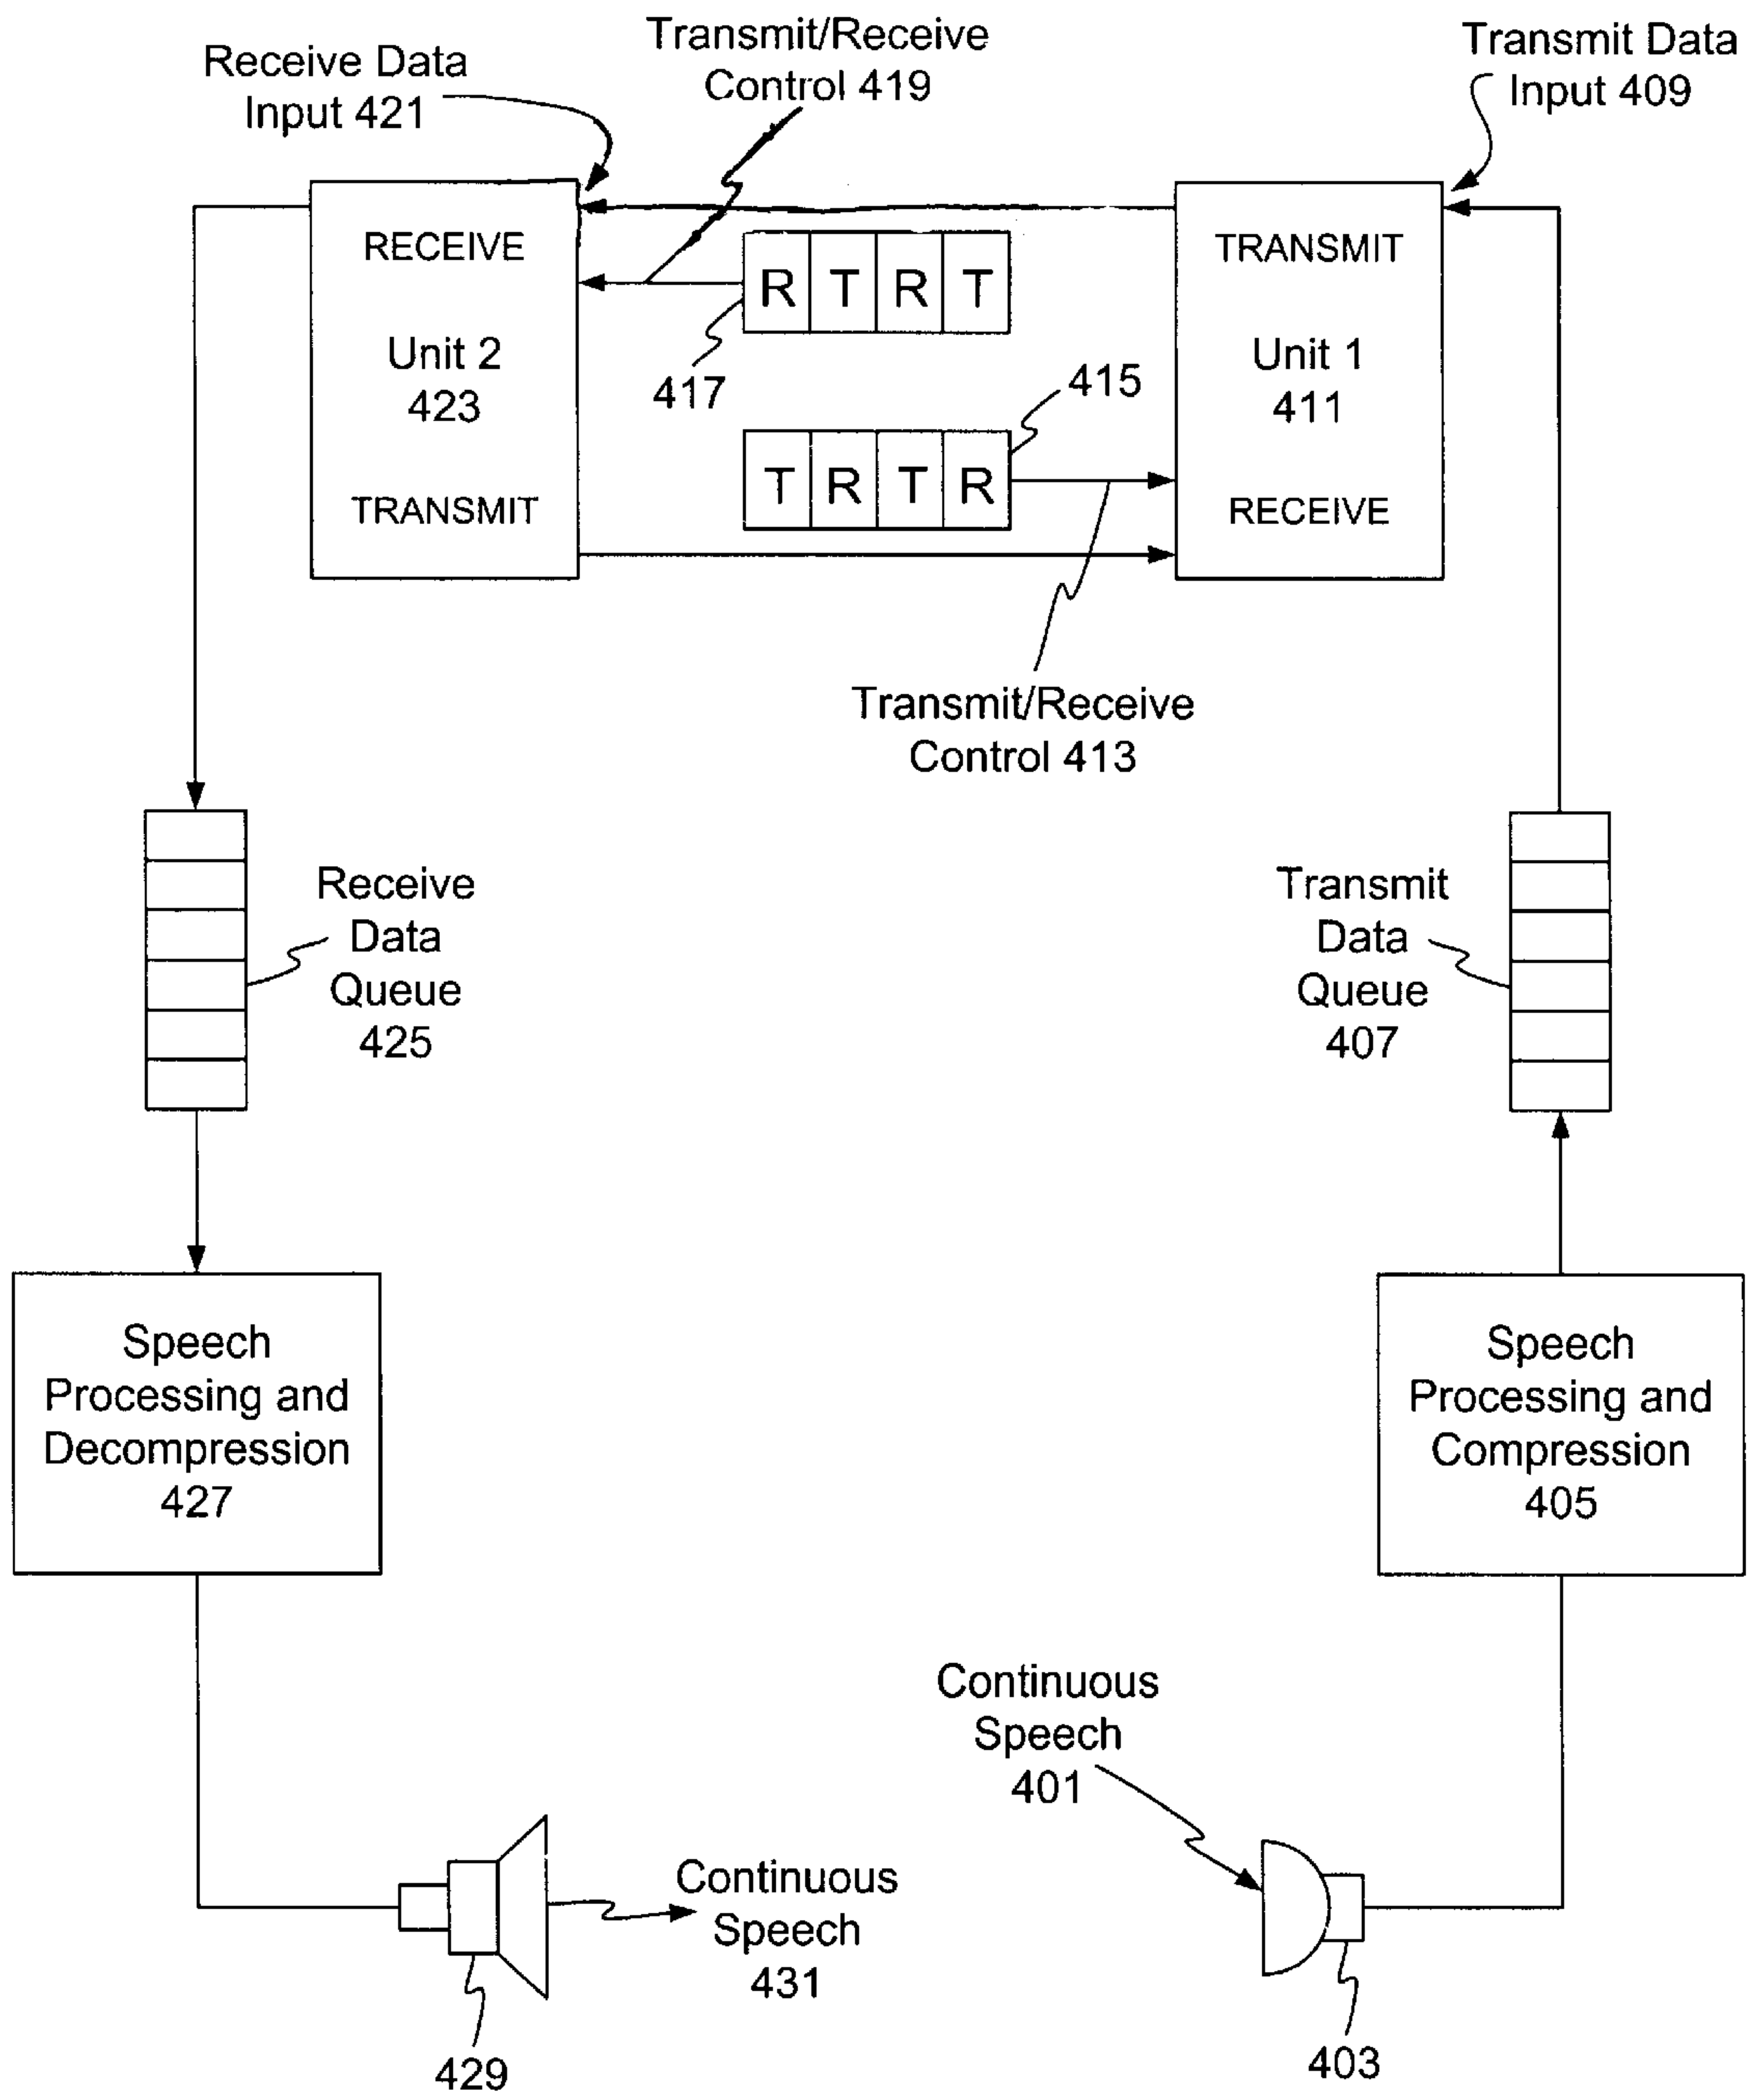 Receive Data
Input 421
Transmit/Receive
Control 419
Transmit Data
Input 409
RECEIVE
Unit 2
423
TRANSMIT
R T R T
417
415
T R T R
TRANSMIT
Unit 1
411
RECEIVE
Transmit/Receive
Control 413
Receive
Data
Queue
425
Transmit
Data
Queue
407
Speech
Processing and
Decompression
427
Speech
Processing and
Compression
405
Continuous
Speech
401
Continuous
Speech
431
429
403